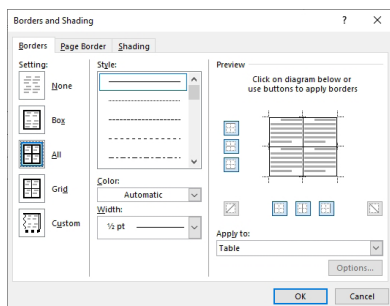 Borders and Shading
? ×
Borders Page Border Shading
Setting:
None
Box
All
Grid
Custom
Style:
Color:
Automatic
Width:
½ pt
Preview
Click on diagram below or
use buttons to apply borders
Apply to:
Table
Options...
OK Cancel